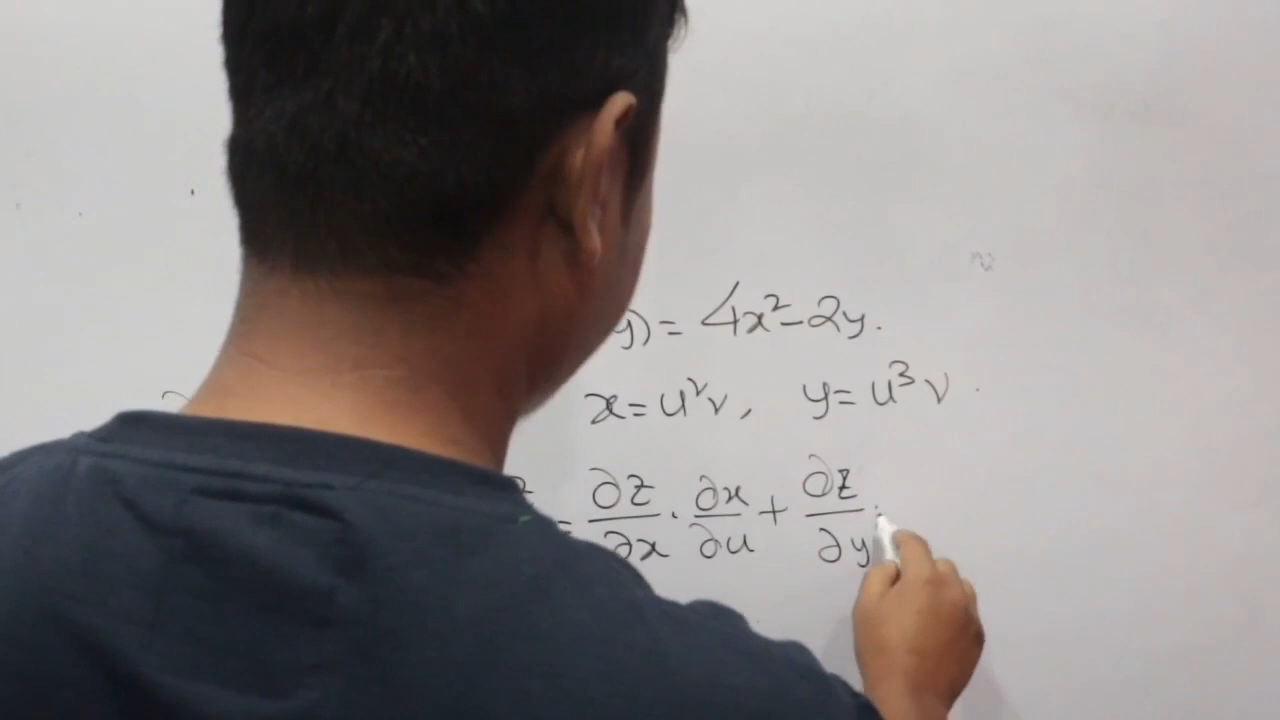 y) = 4x² - 2y.
x = u²v, y = u³v.
= ∂z/∂x · ∂x/∂u + ∂z/∂y ·